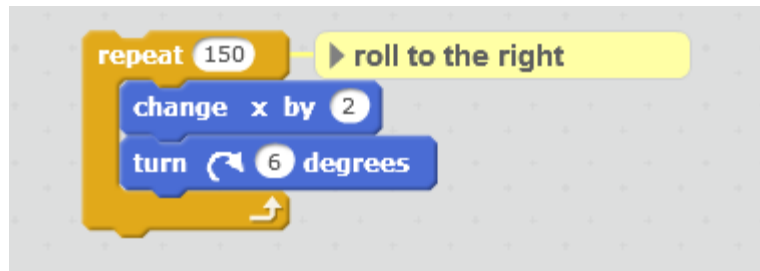 repeat 150 roll to the right
change x by 2
turn 6 degrees